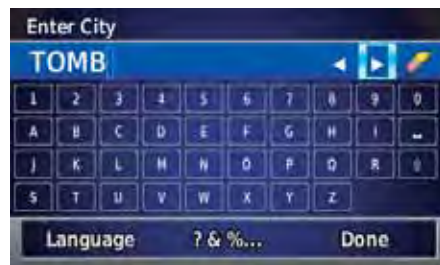 Enter City
TOMB
1 2 3 4 5 6 7 8 9 0
A B C D E F G H I
J K L M N O P Q R
S T U V W X Y Z
Language ? & %... Done